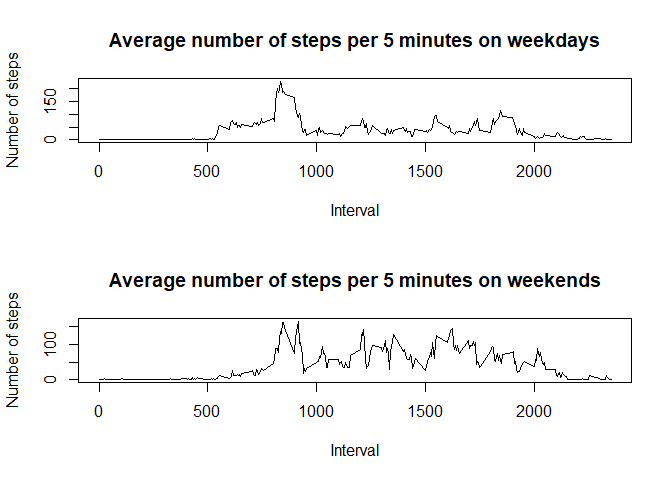 Average number of steps per 5 minutes on weekdays
Number of steps
0 150
0 500 1000 1500 2000
Interval
Average number of steps per 5 minutes on weekends
Number of steps
0 100
0 500 1000 1500 2000
Interval